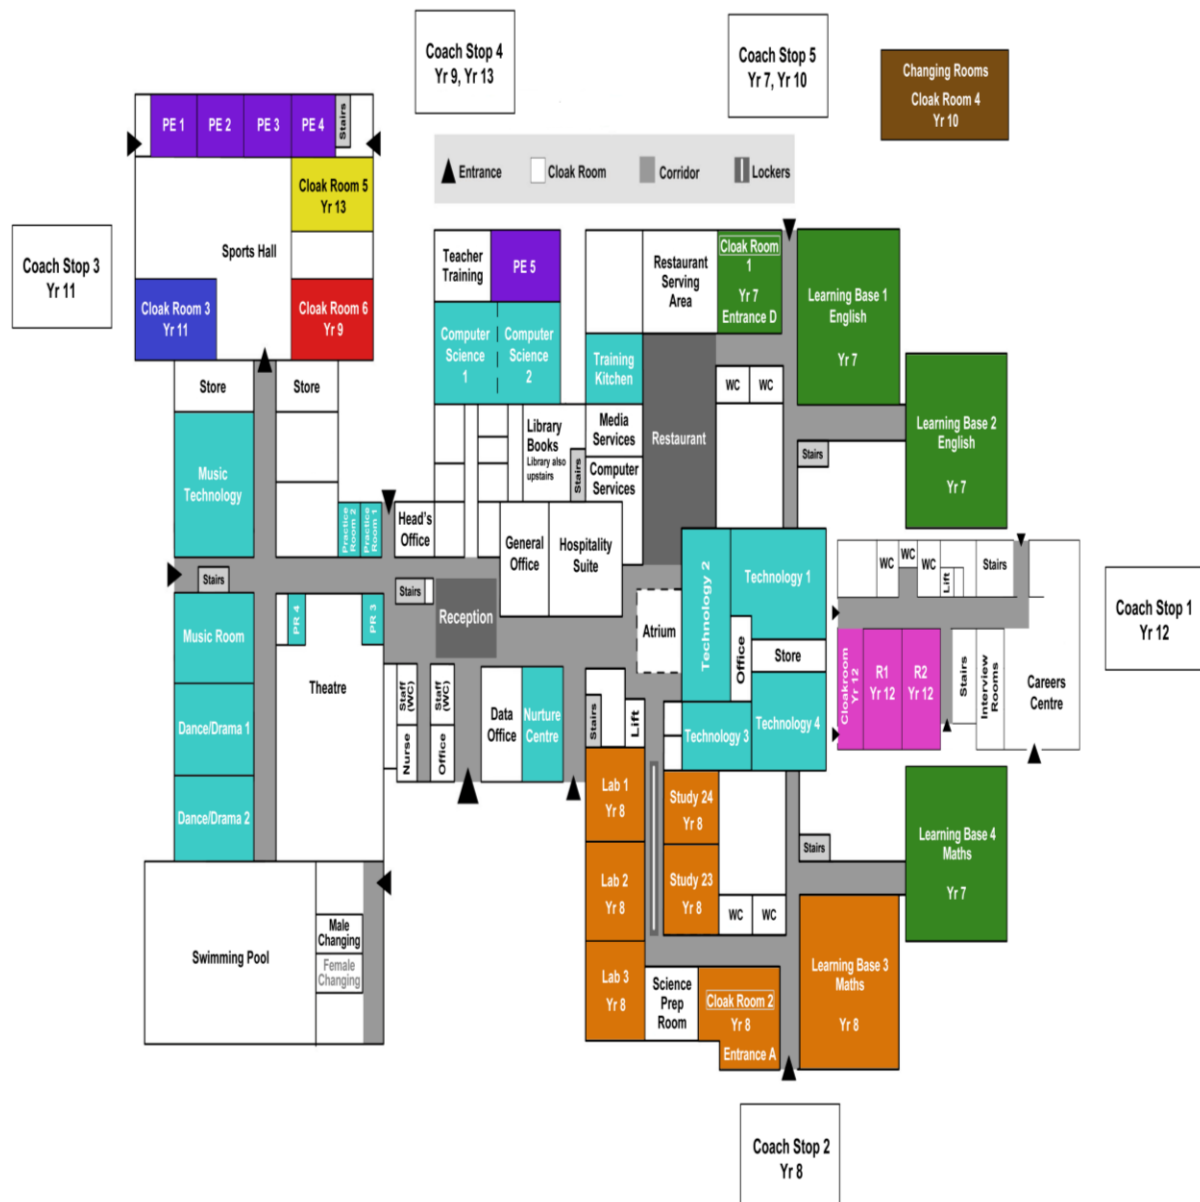 Coach Stop 4
Yr 9, Yr 13
Coach Stop 5
Yr 7, Yr 10
Changing Rooms
Cloak Room 4
Yr 10
PE 1
PE 2
PE 3
PE 4
Stairs
Entrance
Cloak Room
Corridor
Lockers
Cloak Room 5
Yr 13
Sports Hall
Coach Stop 3
Yr 11
Cloak Room 3
Yr 11
Cloak Room 6
Yr 9
Teacher
Training
PE 5
Restaurant
Serving
Area
Cloak Room
1
Yr 7
Entrance D
Learning Base 1
English
Yr 7
Computer
Science
1
Computer
Science
2
Training
Kitchen
WC
WC
Learning Base 2
English
Yr 7
Store
Store
Library
Books
Library also
upstairs
Media
Services
Restaurant
Stairs
Stairs
Computer
Services
Music
Technology
Practice
Room 2
Practice
Room 1
Head's
Office
General
Office
Hospitality
Suite
Technology 2
Technology 1
WC
WC
WC
Lift
Stairs
Stairs
Stairs
Reception
Coach Stop 1
Yr 12
Music Room
PR 4
PR 3
Atrium
Office
Store
Theatre
Cloakroom
Yr 12
R1
Yr 12
R2
Yr 12
Stairs
Interview
Rooms
Careers
Centre
Staff
(WC)
Staff
(WC)
Nurse
Office
Data
Office
Nurture
Centre
Stairs
Lift
Technology 3
Technology 4
Dance/Drama 1
Dance/Drama 2
Lab 1
Yr 8
Study 24
Yr 8
Learning Base 4
Maths
Yr 7
Stairs
Lab 2
Yr 8
Study 23
Yr 8
WC
WC
Swimming Pool
Male
Changing
Female
Changing
Lab 3
Yr 8
Science
Prep
Room
Cloak Room 2
Yr 8
Entrance A
Learning Base 3
Maths
Yr 8
Coach Stop 2
Yr 8